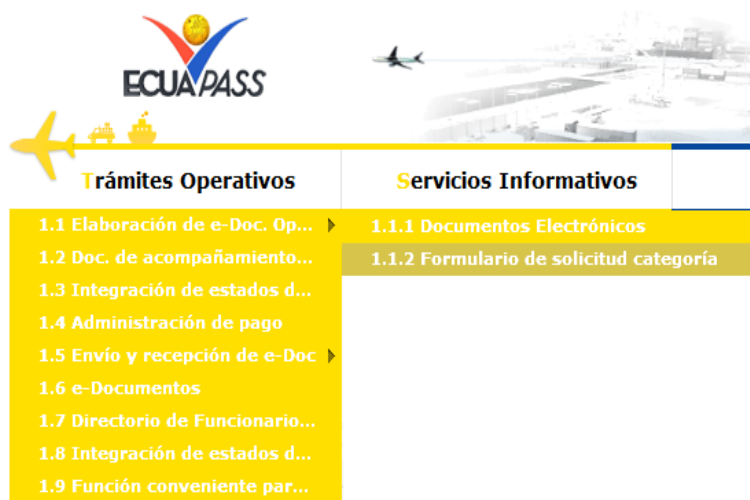 ECUAPASS
Trámites Operativos
Servicios Informativos
1.1 Elaboración de e-Doc. Op...
1.1.1 Documentos Electrónicos
1.2 Doc. de acompañamiento...
1.1.2 Formulario de solicitud categoría
1.3 Integración de estados d...
1.4 Administración de pago
1.5 Envío y recepción de e-Doc
1.6 e-Documentos
1.7 Directorio de Funcionario...
1.8 Integración de estados d...
1.9 Función conveniente par...